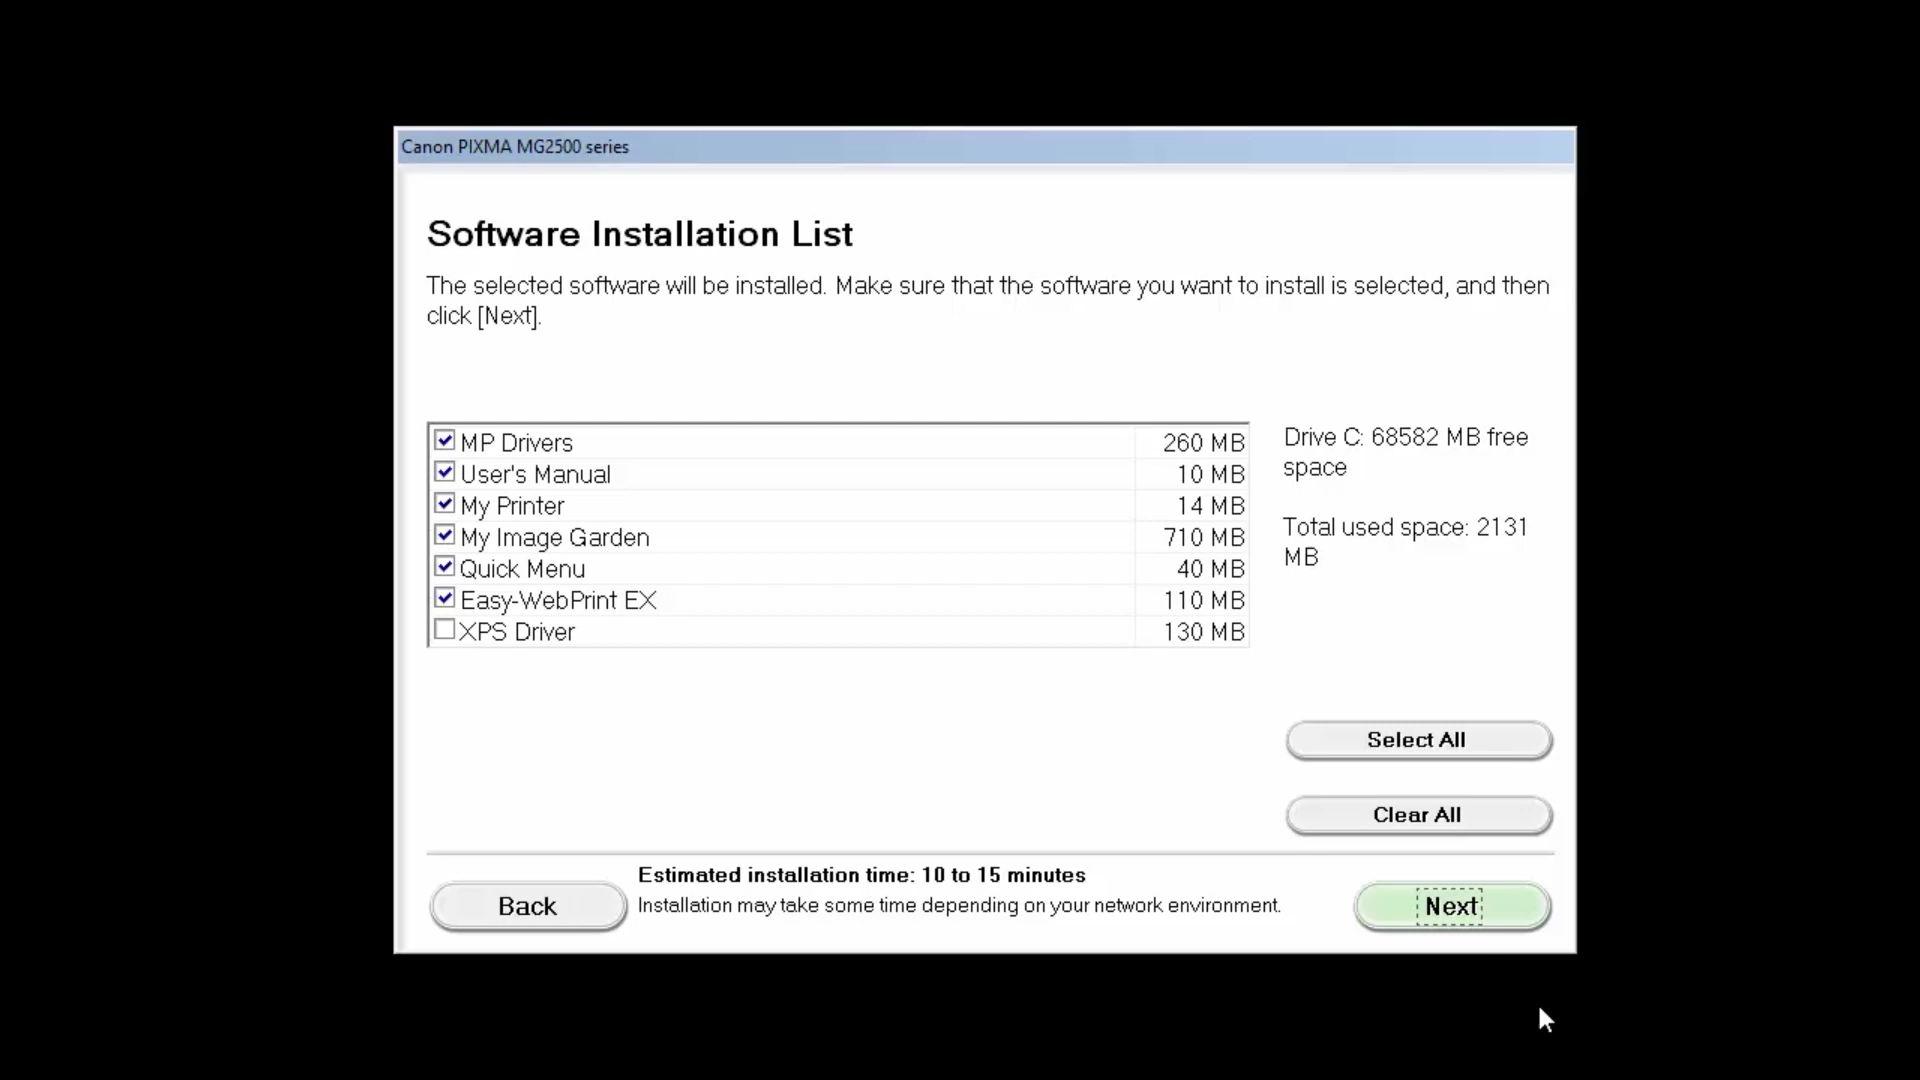 Canon PIXMA MG2500 series
Software Installation List
The selected software will be installed. Make sure that the software you want to install is selected, and then
click [Next].
MP Drivers 260 MB
User's Manual 10 MB
My Printer 14 MB
My Image Garden 710 MB
Quick Menu 40 MB
Easy-WebPrint EX 110 MB
XPS Driver 130 MB
Drive C: 68582 MB free
space
Total used space: 2131
MB
Select All
Clear All
Estimated installation time: 10 to 15 minutes
Installation may take some time depending on your network environment.
Back
Next